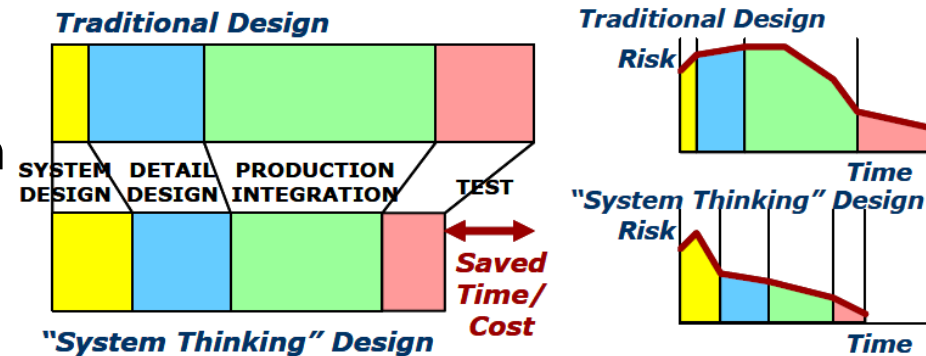 Traditional Design
SYSTEM DESIGN
DETAIL DESIGN
PRODUCTION INTEGRATION
TEST
Saved
Time/
Cost
"System Thinking" Design
Traditional Design
Risk
Time
"System Thinking" Design
Risk
Time